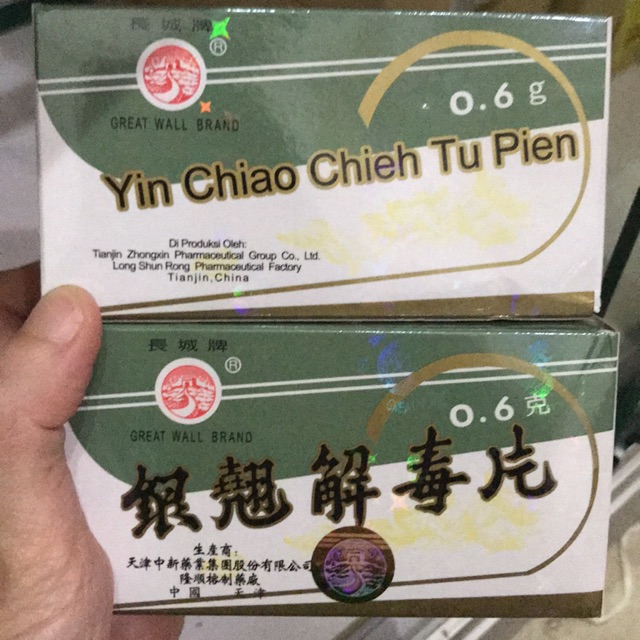 長城牌
®
GREAT WALL BRAND
0.6 g
Yin Chiao Chieh Tu Pien
Di Produksi Oleh:
Tianjin Zhongxin Pharmaceutical Group Co., Ltd.
Long Shun Rong Pharmaceutical Factory
Tianjin,China
長城牌
®
GREAT WALL BRAND
0.6 克
銀翹解毒片
生産商:
天津中新藥業集團股份有限公司
隆順榕制藥廠
中國 天津